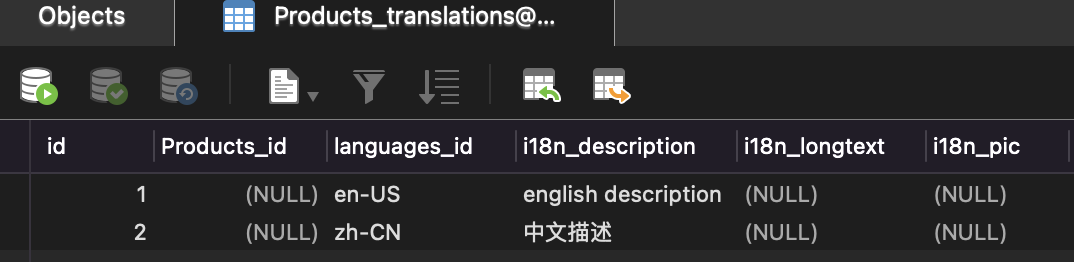 Objects Products_translations@...
id Products_id languages_id i18n_description i18n_longtext i18n_pic
1 (NULL) en-US english description (NULL) (NULL)
2 (NULL) zh-CN 中文描述 (NULL) (NULL)